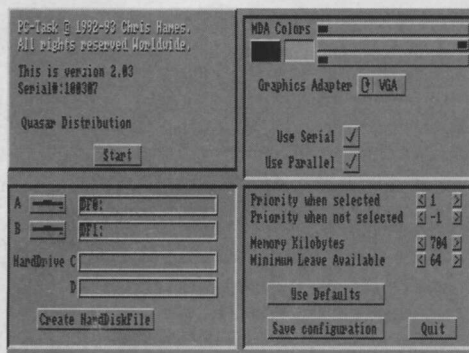 PC-Task @ 1992-93 Chris Hames.
All rights reserved Worldwide.
This is version 2.03
Serial#:100307
Quasar Distribution
Start
MDA Colors
Graphics Adapter VGA
Use Serial
Use Parallel
A DF0:
B DF1:
HardDrive C
D
Create HardDiskFile
Priority when selected < 1 >
Priority when not selected < -1 >
Memory Kilobytes < 704 >
Minimum Leave Available < 64 >
Use Defaults
Save configuration Quit